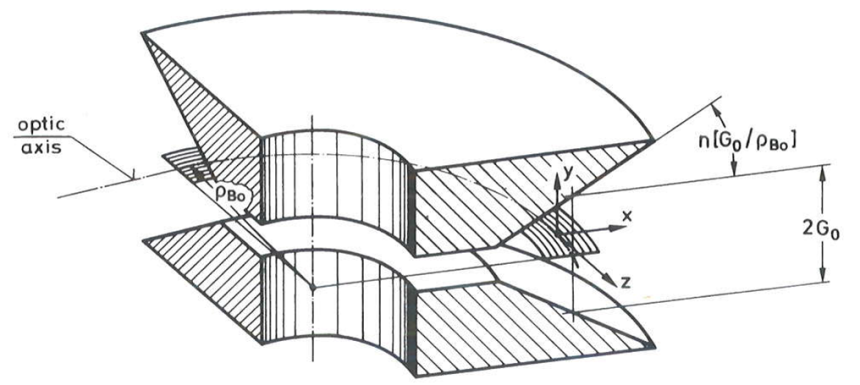 optic
axis
ρBo
n[G0/ρBo]
y
x
2G0
z